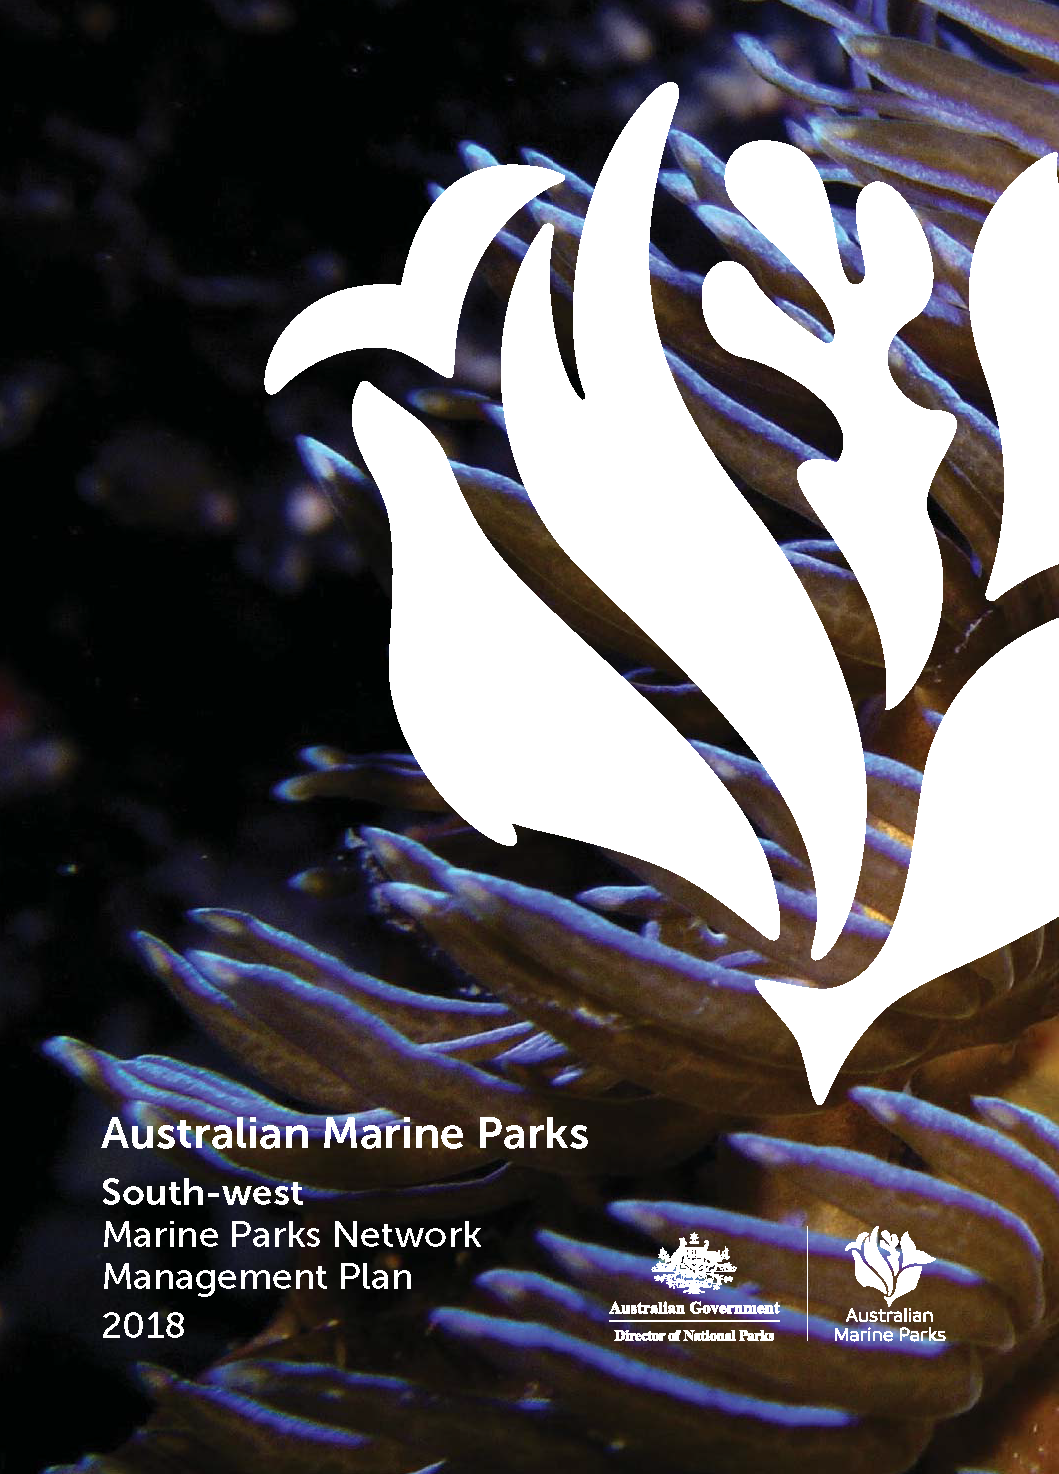 Australian Marine Parks
South-west
Marine Parks Network
Management Plan
2018
Australian Government
Director of National Parks
Australian
Marine Parks